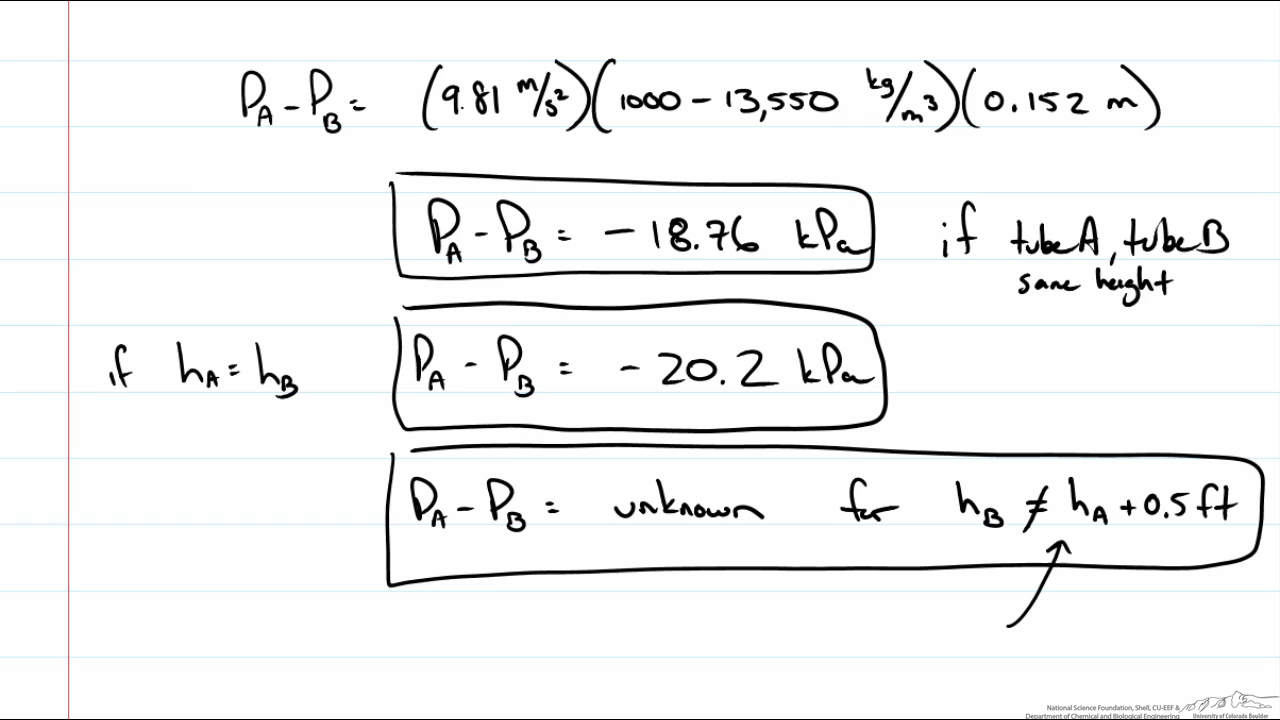 P_A - P_B = (9.81 m/s²)(1000 - 13,550 kg/m³)(0.152 m)
P_A - P_B = -18.76 kPa if tube A, tube B
same height
if h_A = h_B P_A - P_B = -20.2 kPa
P_A - P_B = unknown for h_B ≠ h_A + 0.5 ft
National Science Foundation, Shell, CU-EEF &
Department of Chemical and Biological Engineering University of Colorado Boulder